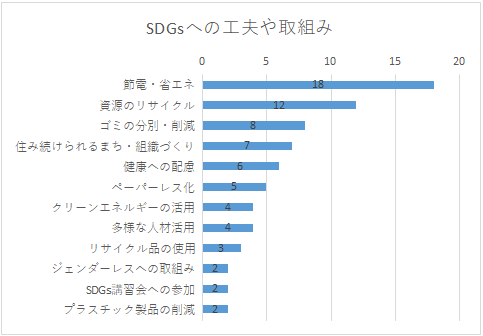 SDGsへの工夫や取組み
0 5 10 15 20
節電・省エネ 18
資源のリサイクル 12
ゴミの分別・削減 8
住み続けられるまち・組織づくり 7
健康への配慮 6
ペーパーレス化 5
クリーンエネルギーの活用 4
多様な人材活用 4
リサイクル品の使用 3
ジェンダーレスへの取組み 2
SDGs講習会への参加 2
プラスチック製品の削減 2